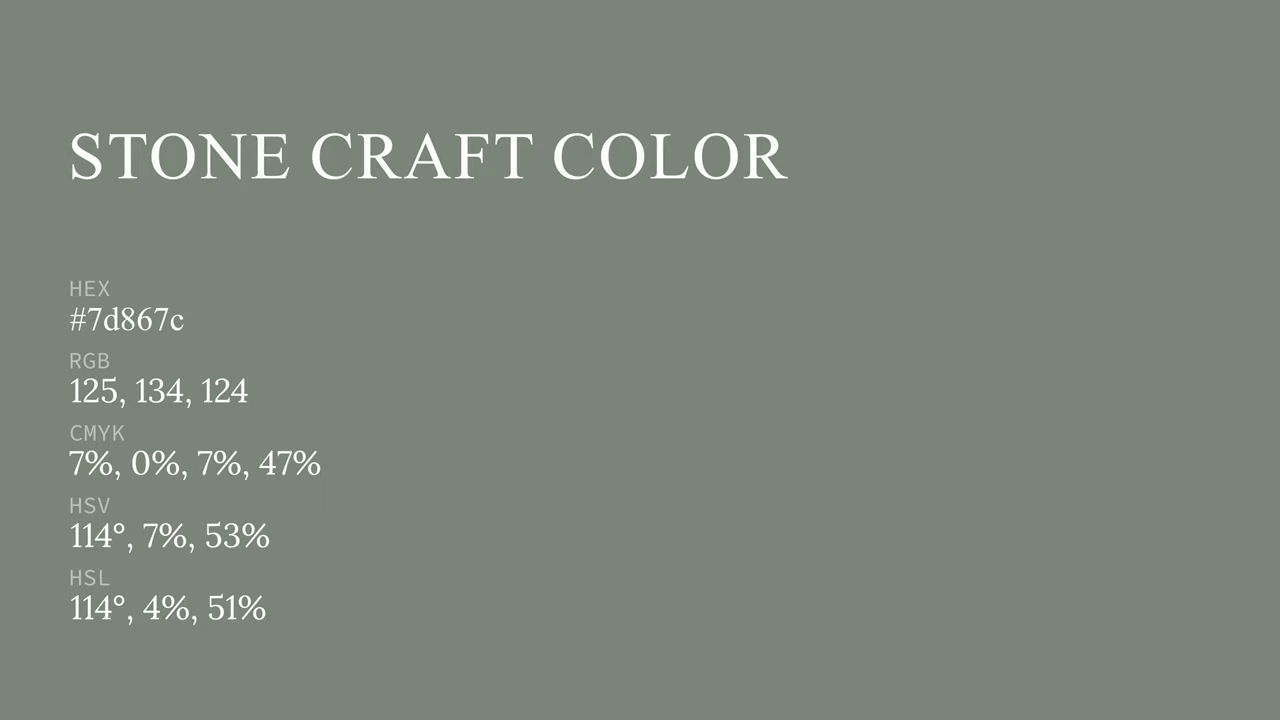 STONE CRAFT COLOR
HEX
#7d867c
RGB
125, 134, 124
CMYK
7%, 0%, 7%, 47%
HSV
114°, 7%, 53%
HSL
114°, 4%, 51%